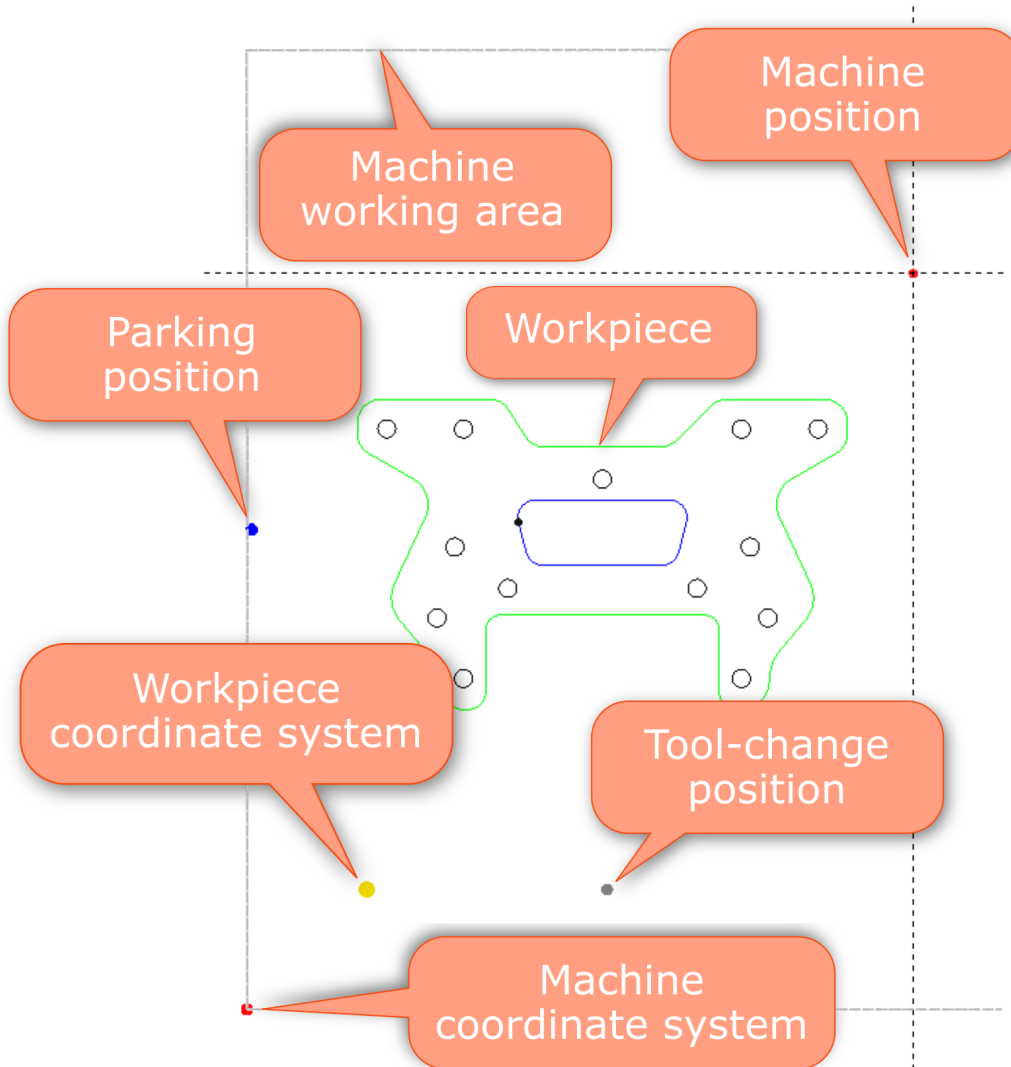 Machine
position
Machine
working area
Parking
position
Workpiece
Workpiece
coordinate system
Tool-change
position
Machine
coordinate system